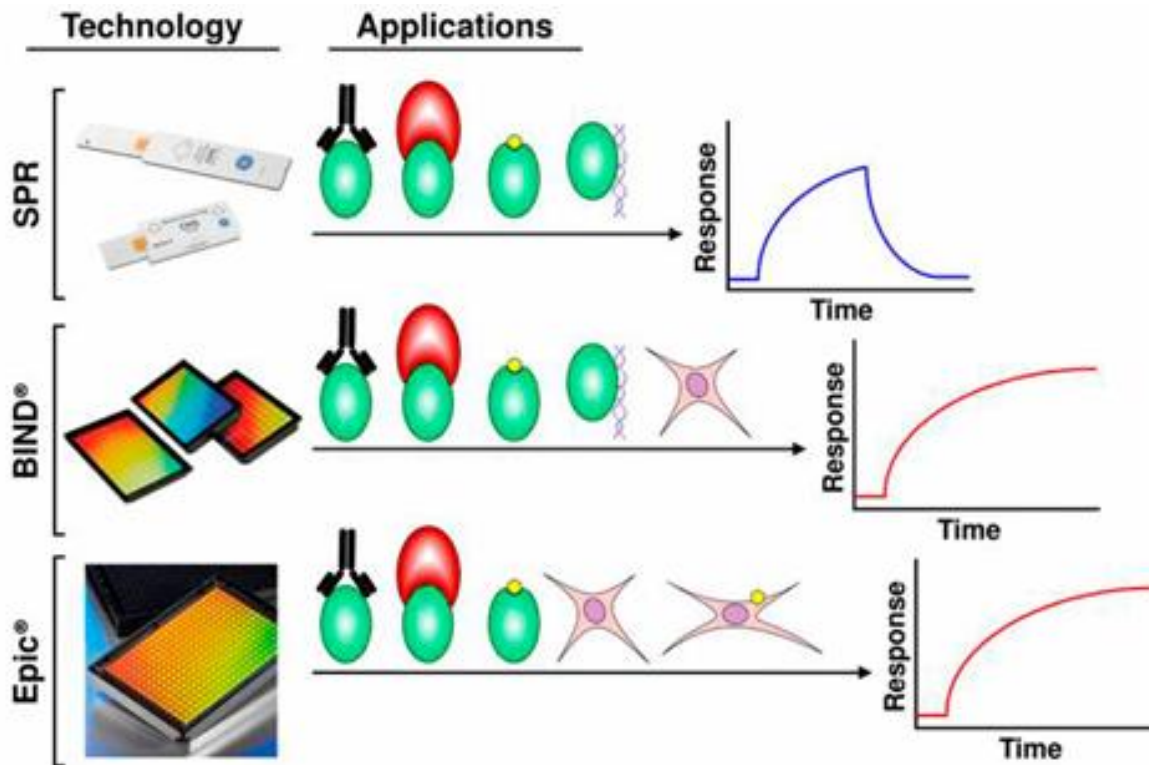 Technology
Applications
SPR
Response
Time
BIND®
Response
Time
Epic®
Response
Time